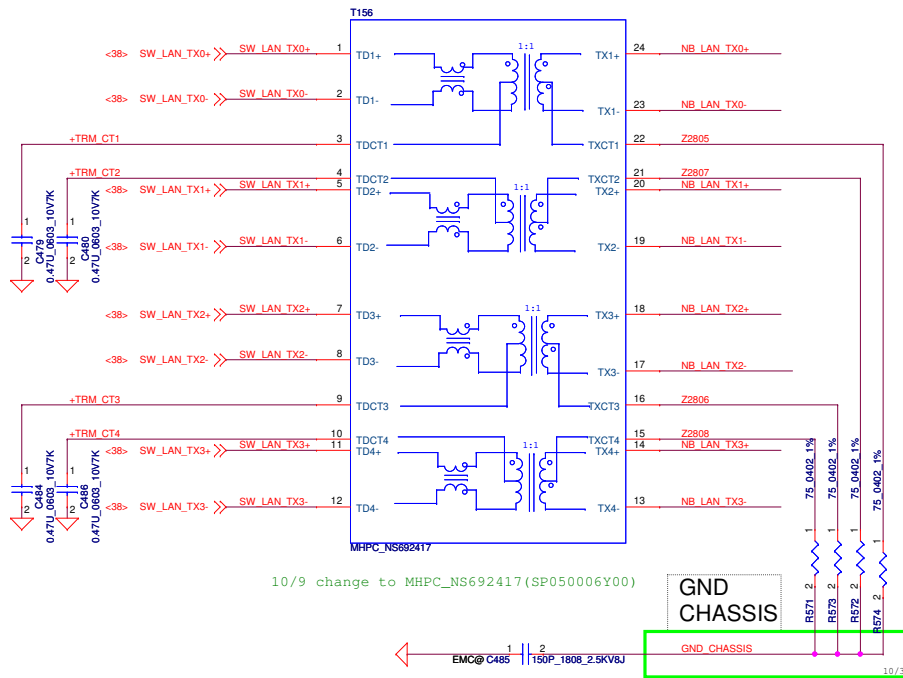 T156
<38> SW_LAN_TX0+ SW_LAN_TX0+ 1 TD1+ 1:1 TX1+ 24 NB_LAN_TX0+
<38> SW_LAN_TX0- SW_LAN_TX0- 2 TD1- TX1- 23 NB_LAN_TX0-
+TRM_CT1 3 TDCT1 TXCT1 22 Z2805
+TRM_CT2 4 TDCT2 TXCT2 21 Z2807
<38> SW_LAN_TX1+ SW_LAN_TX1+ 5 TD2+ 1:1 TX2+ 20 NB_LAN_TX1+
<38> SW_LAN_TX1- SW_LAN_TX1- 6 TD2- TX2- 19 NB_LAN_TX1-
1 2 C479 0.47U_0603_10V7K
1 2 C480 0.47U_0603_10V7K
<38> SW_LAN_TX2+ SW_LAN_TX2+ 7 TD3+ 1:1 TX3+ 18 NB_LAN_TX2+
<38> SW_LAN_TX2- SW_LAN_TX2- 8 TD3- TX3- 17 NB_LAN_TX2-
+TRM_CT3 9 TDCT3 TXCT3 16 Z2806
+TRM_CT4 10 TDCT4 TXCT4 15 Z2808
<38> SW_LAN_TX3+ SW_LAN_TX3+ 11 TD4+ 1:1 TX4+ 14 NB_LAN_TX3+
<38> SW_LAN_TX3- SW_LAN_TX3- 12 TD4- TX4- 13 NB_LAN_TX3-
1 2 C484 0.47U_0603_10V7K
1 2 C486 0.47U_0603_10V7K
MHPC_NS692417
75_0402_1% 1 2 R571
75_0402_1% 1 2 R573
75_0402_1% 1 2 R572
75_0402_1% 1 2 R574
10/9 change to MHPC_NS692417(SP050006Y00)
GND
CHASSIS
GND_CHASSIS
EMC@ C485 1 2 150P_1808_2.5KV8J